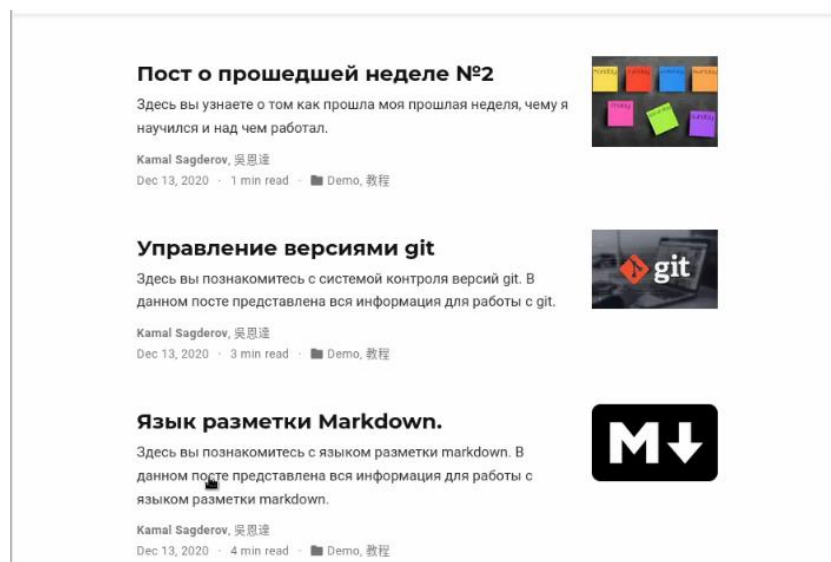 Пост о прошедшей неделе №2
Здесь вы узнаете о том как прошла моя прошлая неделя, чему я
научился и над чем работал.
Kamal Sagderov, 吳恩達
Dec 13, 2020 · 1 min read · Demo, 教程
Управление версиями git
Здесь вы познакомитесь с системой контроля версий git. В
данном посте представлена вся информация для работы с git.
git
Kamal Sagderov, 吳恩達
Dec 13, 2020 · 3 min read · Demo, 教程
Язык разметки Markdown.
Здесь вы познакомитесь с языком разметки markdown. В
данном посте представлена вся информация для работы с
языком разметки markdown.
M
Kamal Sagderov, 吳恩達
Dec 13, 2020 · 4 min read · Demo, 教程